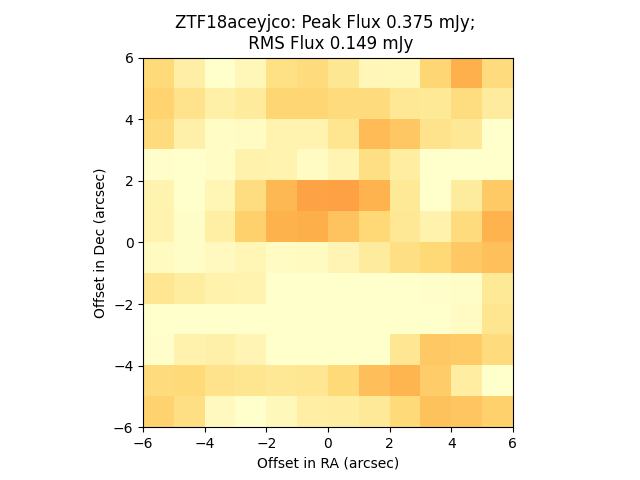 ZTF18aceyjco: Peak Flux 0.375 mJy;
RMS Flux 0.149 mJy
6
4
2
0
−2
−4
−6
Offset in Dec (arcsec)
−6 −4 −2 0 2 4 6
Offset in RA (arcsec)